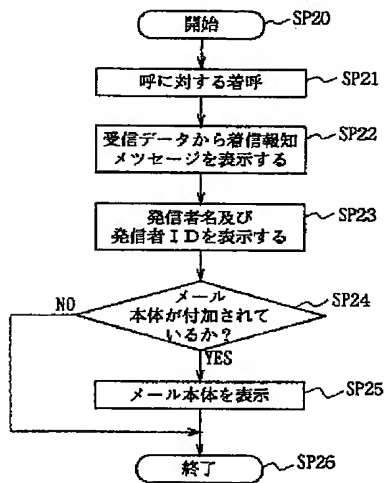 開始
SP20
呼に対する着呼
SP21
受信データから着信報知
メツセージを表示する
SP22
発信者名及び
発信者IDを表示する
SP23
メール
本体が付加されて
いるか?
SP24
NO
YES
メール本体を表示
SP25
終了
SP26